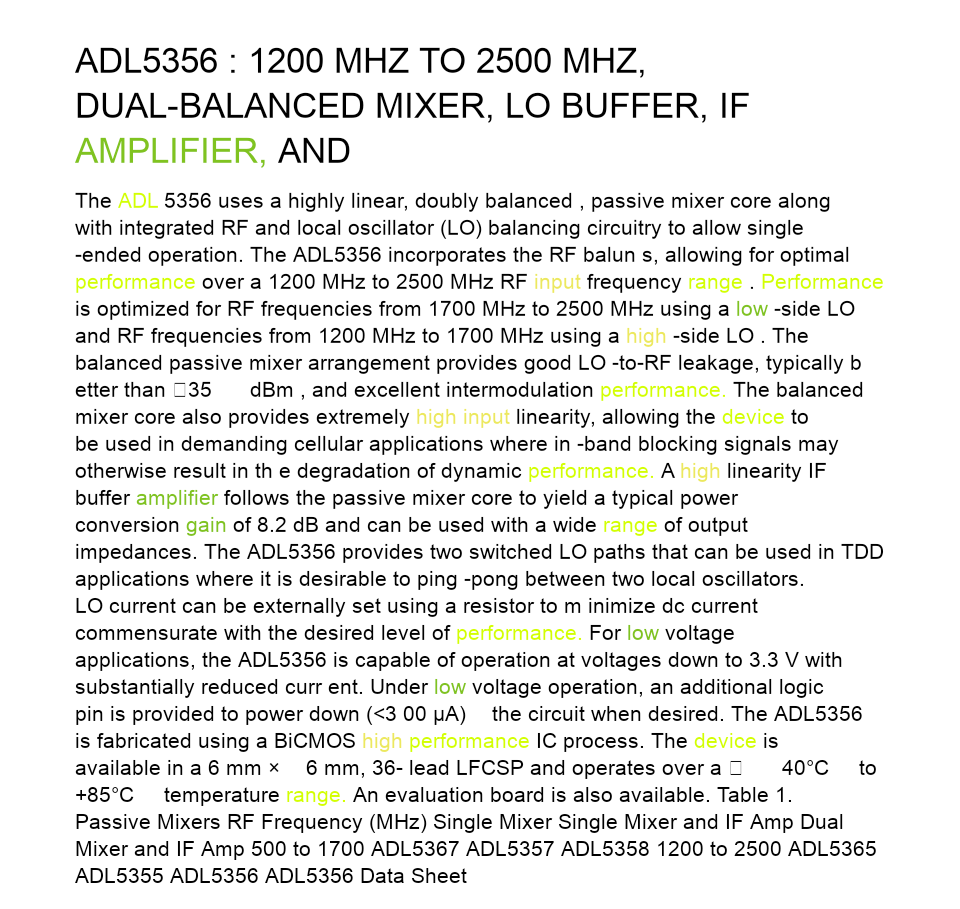 ADL5356 : 1200 MHZ TO 2500 MHZ,
DUAL-BALANCED MIXER, LO BUFFER, IF
AMPLIFIER, AND
The ADL 5356 uses a highly linear, doubly balanced , passive mixer core along
with integrated RF and local oscillator (LO) balancing circuitry to allow single
-ended operation. The ADL5356 incorporates the RF balun s, allowing for optimal
performance over a 1200 MHz to 2500 MHz RF input frequency range . Performance
is optimized for RF frequencies from 1700 MHz to 2500 MHz using a low -side LO
and RF frequencies from 1200 MHz to 1700 MHz using a high -side LO . The
balanced passive mixer arrangement provides good LO -to-RF leakage, typically b
etter than □35 dBm , and excellent intermodulation performance. The balanced
mixer core also provides extremely high input linearity, allowing the device to
be used in demanding cellular applications where in -band blocking signals may
otherwise result in th e degradation of dynamic performance. A high linearity IF
buffer amplifier follows the passive mixer core to yield a typical power
conversion gain of 8.2 dB and can be used with a wide range of output
impedances. The ADL5356 provides two switched LO paths that can be used in TDD
applications where it is desirable to ping -pong between two local oscillators.
LO current can be externally set using a resistor to m inimize dc current
commensurate with the desired level of performance. For low voltage
applications, the ADL5356 is capable of operation at voltages down to 3.3 V with
substantially reduced curr ent. Under low voltage operation, an additional logic
pin is provided to power down (<3 00 μA) the circuit when desired. The ADL5356
is fabricated using a BiCMOS high performance IC process. The device is
available in a 6 mm × 6 mm, 36- lead LFCSP and operates over a □ 40°C to
+85°C temperature range. An evaluation board is also available. Table 1.
Passive Mixers RF Frequency (MHz) Single Mixer Single Mixer and IF Amp Dual
Mixer and IF Amp 500 to 1700 ADL5367 ADL5357 ADL5358 1200 to 2500 ADL5365
ADL5355 ADL5356 ADL5356 Data Sheet